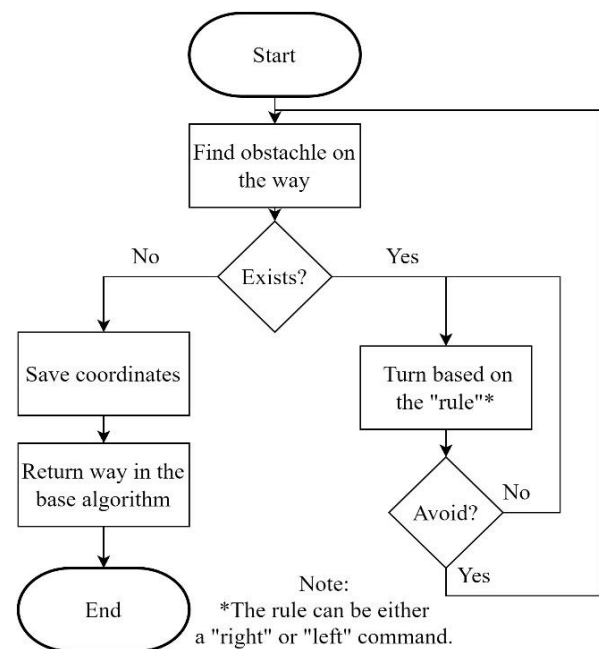 Start
Find obstachle on
the way
No
Exists?
Yes
Save coordinates
Turn based on
the "rule"*
Return way in the
base algorithm
Avoid?
No
Yes
End
Note:
*The rule can be either
a "right" or "left" command.